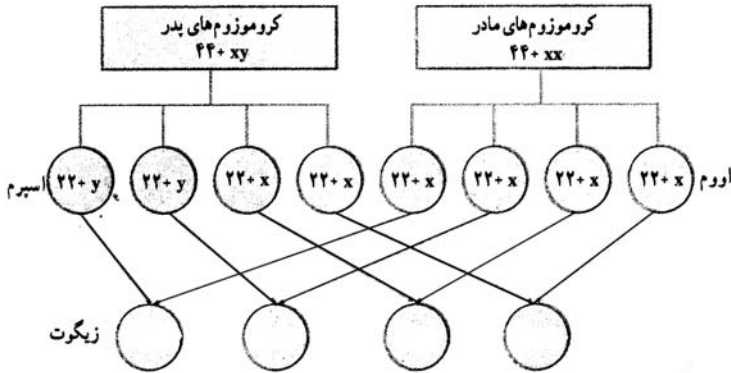 کروموزوم‌های پدر
۴۴+ xy
کروموزوم‌های مادر
۴۴+ xx
اسپرم
۲۲+ y
۲۲+ y
۲۲+ x
۲۲+ x
۲۲+ x
۲۲+ x
۲۲+ x
۲۲+ x
اووم
زیگوت